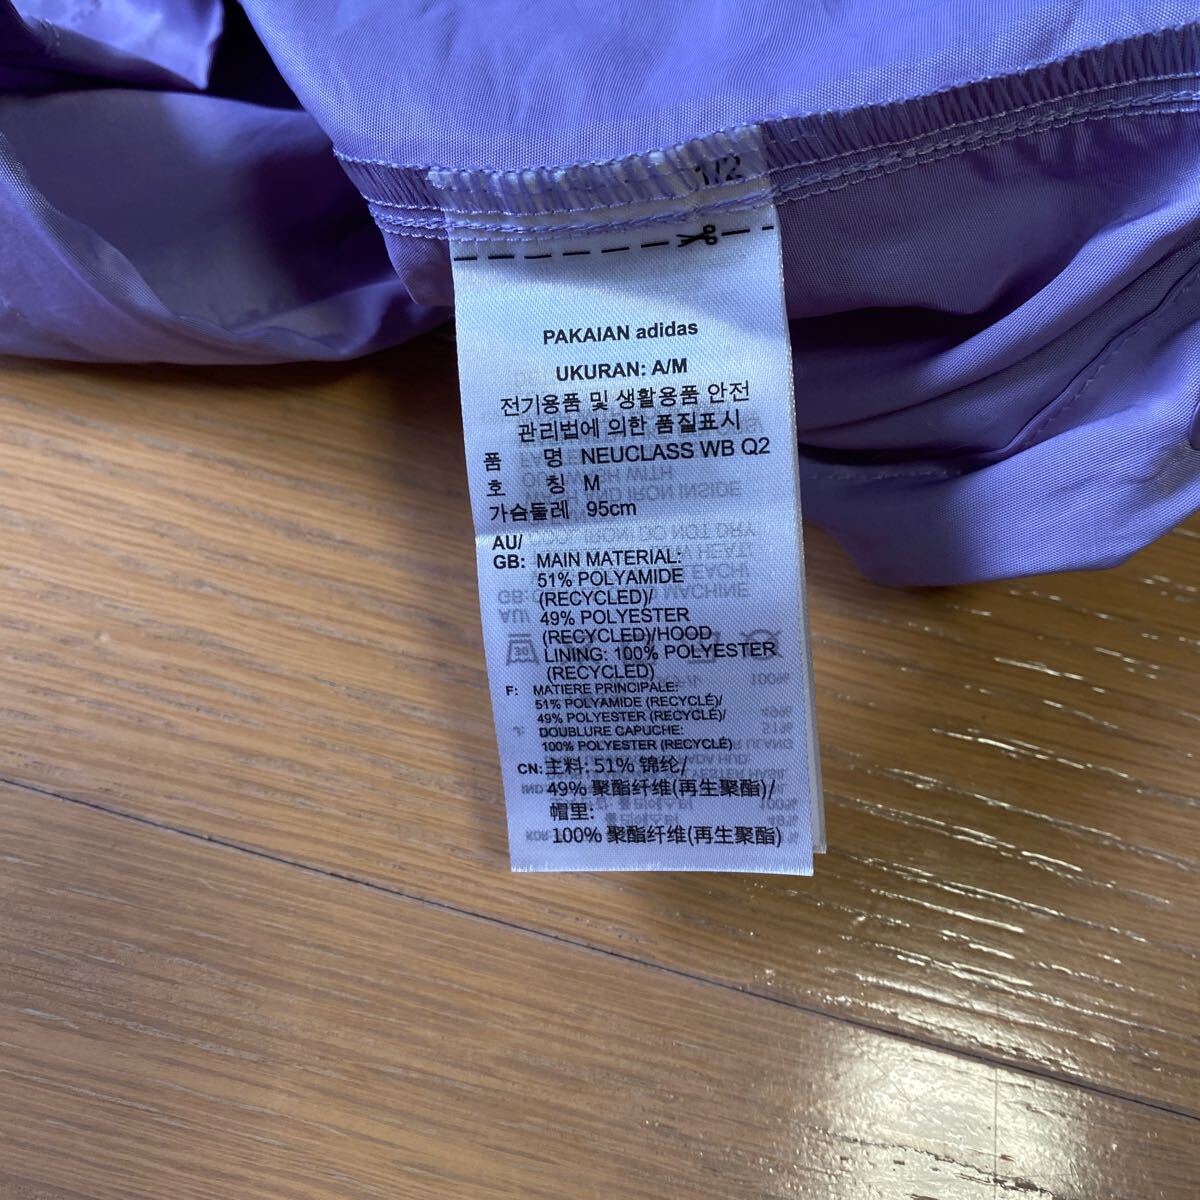 1/2
PAKAIAN adidas
UKURAN: A/M
전기용품 및 생활용품 안전
관리법에 의한 품질표시
품 명 NEUCLASS WB Q2
호 칭 M
가슴둘레 95cm
AU/
GB: MAIN MATERIAL:
51% POLYAMIDE
(RECYCLED)/
49% POLYESTER
(RECYCLED)/HOOD
LINING: 100% POLYESTER
(RECYCLED)
F: MATIERE PRINCIPALE:
51% POLYAMIDE (RECYCLÉ)/
49% POLYESTER (RECYCLÉ)/
DOUBLURE CAPUCHE:
100% POLYESTER (RECYCLÉ)
CN: 主料: 51% 锦纶/
49% 聚酯纤维(再生聚酯)/
帽里:
100% 聚酯纤维(再生聚酯)